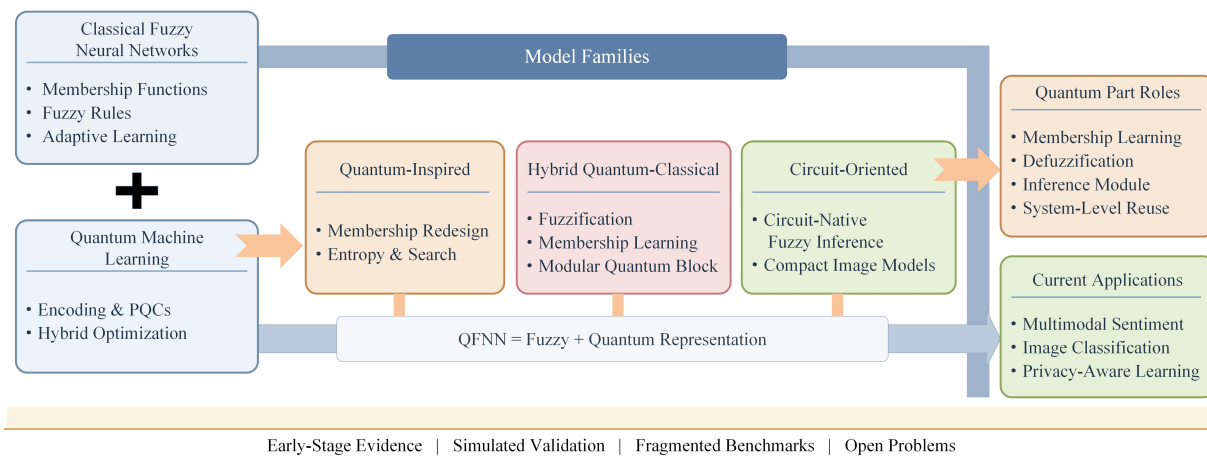 Classical Fuzzy
Neural Networks
• Membership Functions
• Fuzzy Rules
• Adaptive Learning
Quantum Machine
Learning
• Encoding & PQCs
• Hybrid Optimization
Model Families
Quantum-Inspired
• Membership Redesign
• Entropy & Search
Hybrid Quantum-Classical
• Fuzzification
• Membership Learning
• Modular Quantum Block
Circuit-Oriented
• Circuit-Native
Fuzzy Inference
• Compact Image Models
QFNN = Fuzzy + Quantum Representation
Quantum Part Roles
• Membership Learning
• Defuzzification
• Inference Module
• System-Level Reuse
Current Applications
• Multimodal Sentiment
• Image Classification
• Privacy-Aware Learning
Early-Stage Evidence | Simulated Validation | Fragmented Benchmarks | Open Problems